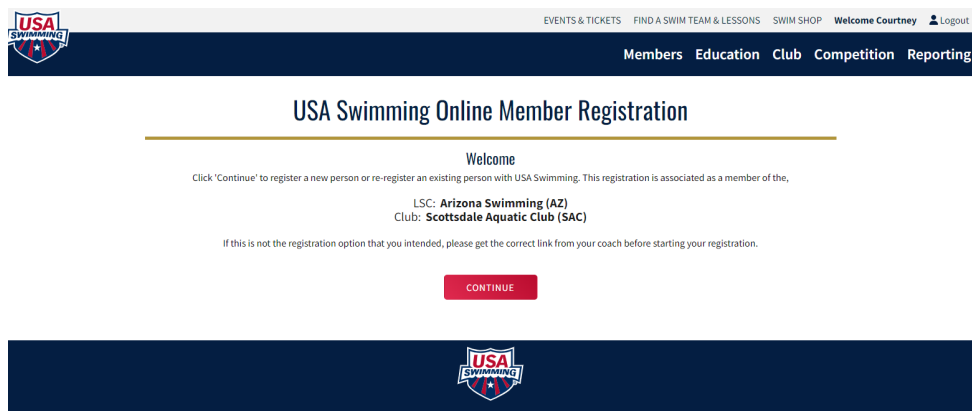 USA
SWIMMING
EVENTS & TICKETS FIND A SWIM TEAM & LESSONS SWIM SHOP Welcome Courtney Logout
Members Education Club Competition Reporting
USA Swimming Online Member Registration
Welcome
Click 'Continue' to register a new person or re-register an existing person with USA Swimming. This registration is associated as a member of the,
LSC: Arizona Swimming (AZ)
Club: Scottsdale Aquatic Club (SAC)
If this is not the registration option that you intended, please get the correct link from your coach before starting your registration.
CONTINUE
USA
SWIMMING